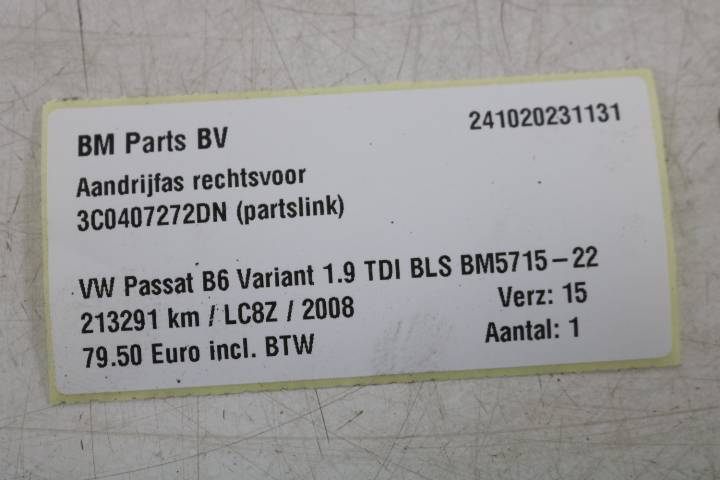 BM Parts BV 241020231131
Aandrijfas rechtsvoor
3C0407272DN (partslink)
VW Passat B6 Variant 1.9 TDI BLS BM5715-22
213291 km / LC8Z / 2008 Verz: 15
79.50 Euro incl. BTW Aantal: 1